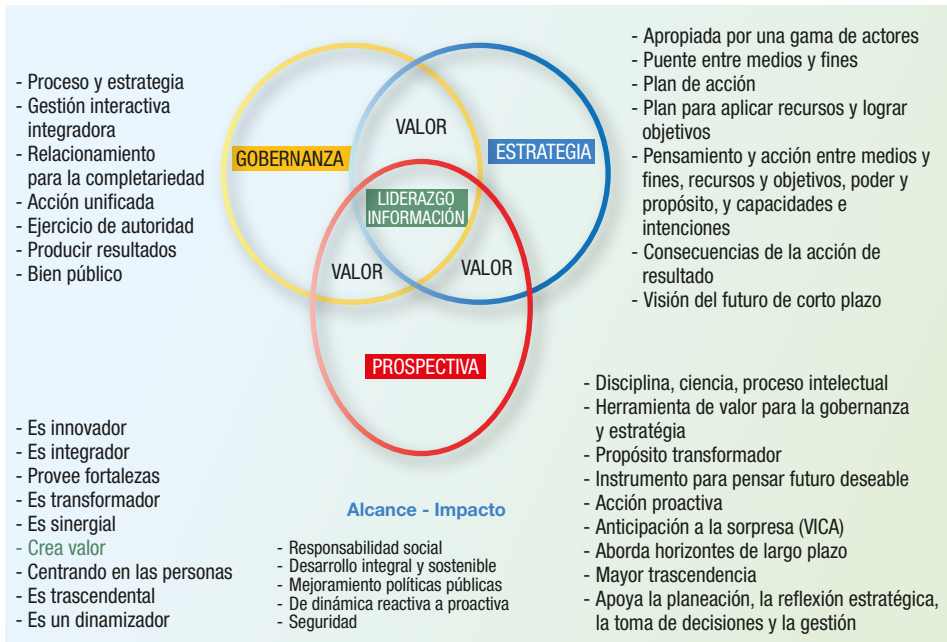 - Proceso y estrategia
- Gestión interactiva
integradora
- Relacionamiento
para la completariedad
- Acción unificada
- Ejercicio de autoridad
- Producir resultados
- Bien público
GOBERNANZA
VALOR
ESTRATEGIA
LIDERAZGO
INFORMACIÓN
VALOR
VALOR
PROSPECTIVA
- Apropiada por una gama de actores
- Puente entre medios y fines
- Plan de acción
- Plan para aplicar recursos y lograr
objetivos
- Pensamiento y acción entre medios y
fines, recursos y objetivos, poder y
propósito, y capacidades e
intenciones
- Consecuencias de la acción de
resultado
- Visión del futuro de corto plazo
- Es innovador
- Es integrador
- Provee fortalezas
- Es transformador
- Es sinergial
- Crea valor
- Centrando en las personas
- Es trascendental
- Es un dinamizador
Alcance - Impacto
- Responsabilidad social
- Desarrollo integral y sostenible
- Mejoramiento políticas públicas
- De dinámica reactiva a proactiva
- Seguridad
- Disciplina, ciencia, proceso intelectual
- Herramienta de valor para la gobernanza
y estratégia
- Propósito transformador
- Instrumento para pensar futuro deseable
- Acción proactiva
- Anticipación a la sorpresa (VICA)
- Aborda horizontes de largo plazo
- Mayor trascendencia
- Apoya la planeación, la reflexión estratégica,
la toma de decisiones y la gestión